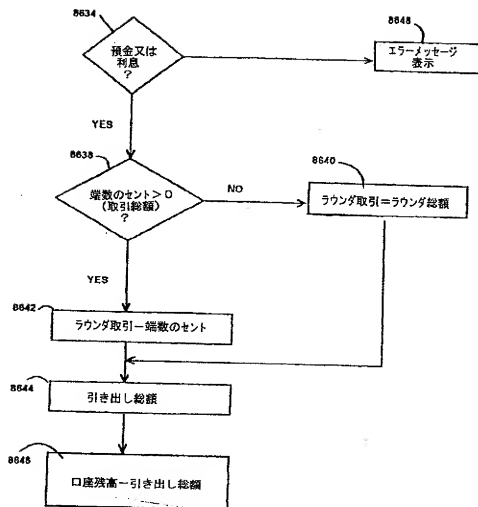 8634
預金又は
利息
?
8648
エラーメッセージ
表示
YES
8638
端数のセント>0
(取引総額)
?
NO
8640
ラウンダ取引=ラウンダ総額
YES
8642
ラウンダ取引-端数のセント
8644
引き出し総額
8646
口座残高-引き出し総額